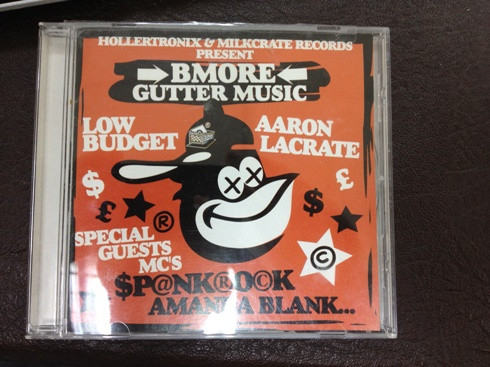 HOLLERTRONIX & MILKCRATE RECORDS
PRESENT
BMORE
GUTTER MUSIC
LOW
BUDGET
AARON
LACRATE
$
£
£
$
®
SPECIAL
GUESTS
MC'S
©
$P@NK®O©K
AMANDA BLANK...